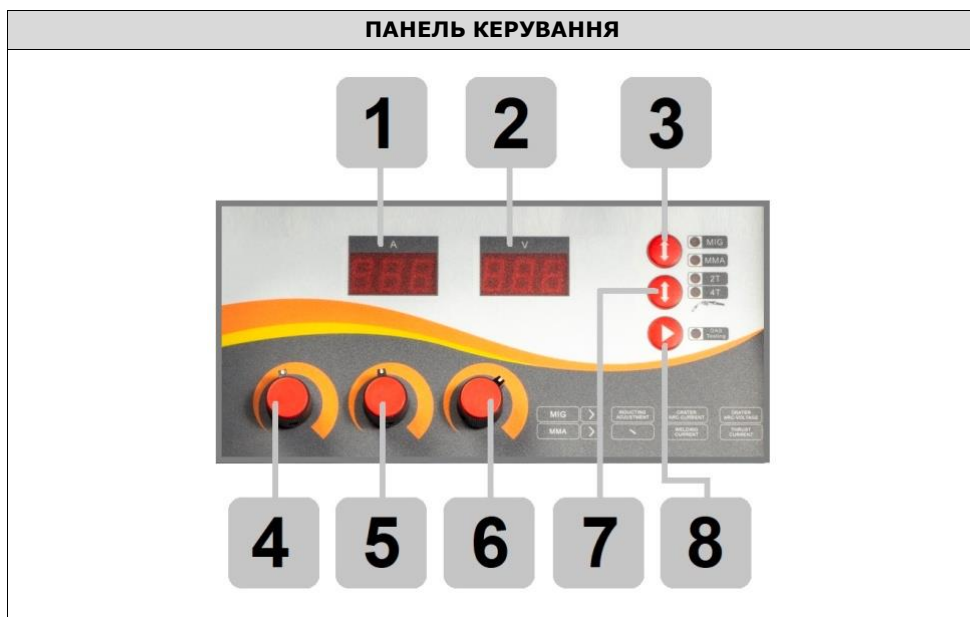 ПАНЕЛЬ КЕРУВАННЯ
1 2 3
A V
MIG
MMA
2T
4T
GAS
Testing
MIG > INDUCTING ADJUSTMENT CRATER ARC CURRENT CRATER ARC VOLTAGE
MMA > WELDING CURRENT THRUST CURRENT
4 5 6 7 8